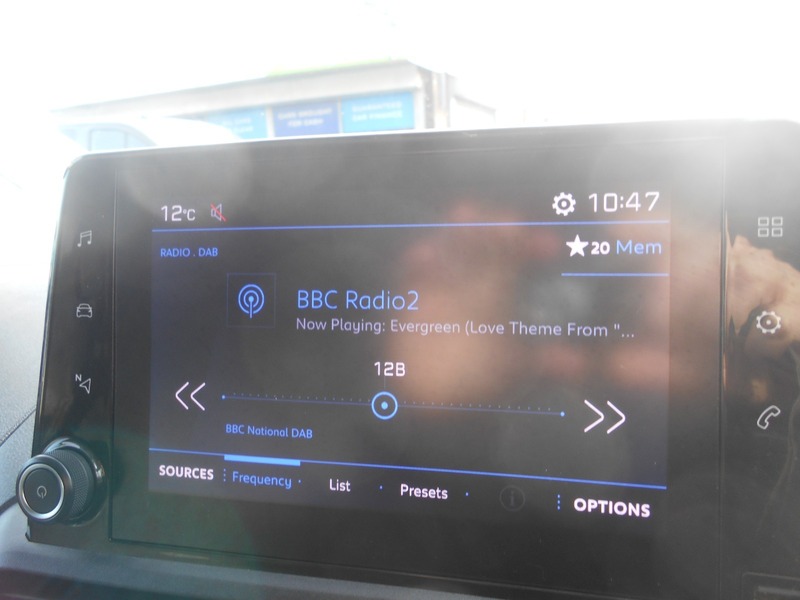 12°C 10:47
RADIO . DAB
20 Mem
BBC Radio2
Now Playing: Evergreen (Love Theme From "...
12B
BBC National DAB
SOURCES Frequency List Presets OPTIONS
N